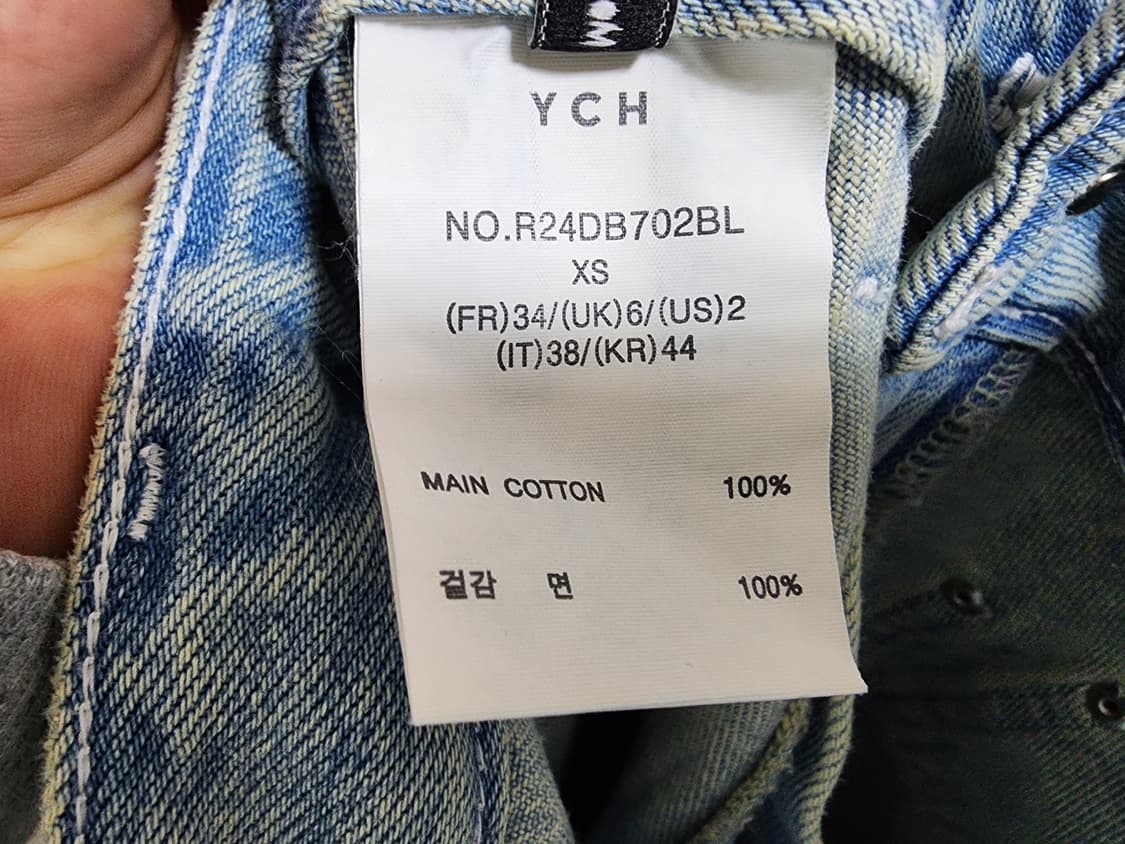 YCH
NO.R24DB702BL
XS
(FR)34/(UK)6/(US)2
(IT)38/(KR)44
MAIN COTTON 100%
겉감 면 100%